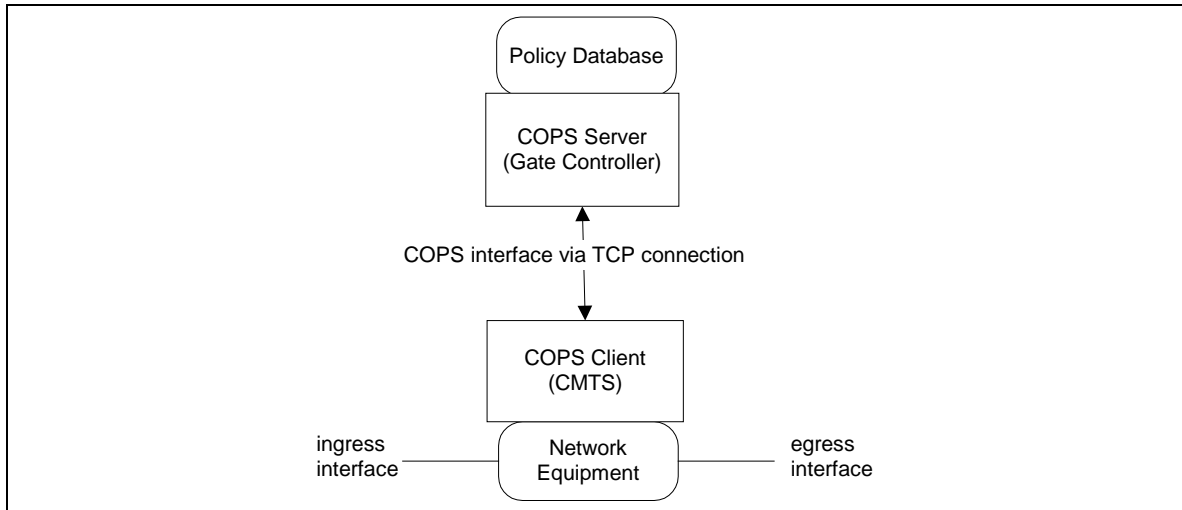 Policy Database
COPS Server
(Gate Controller)
COPS interface via TCP connection
COPS Client
(CMTS)
ingress
interface
Network
Equipment
egress
interface